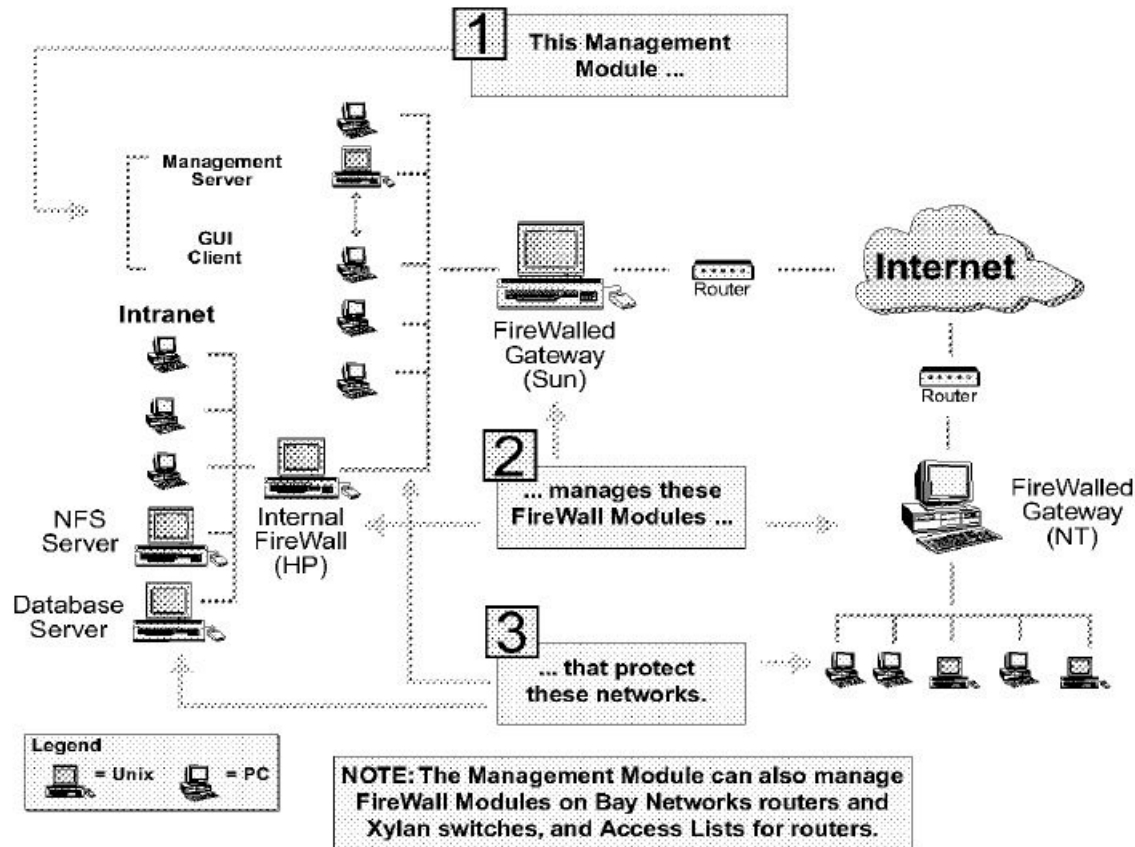 1
This Management
Module ...
Management
Server
GUI
Client
Intranet
NFS
Server
Database
Server
Internal
FireWall
(HP)
FireWalled
Gateway
(Sun)
Router
Internet
Router
FireWalled
Gateway
(NT)
2
... manages these
FireWall Modules ...
3
... that protect
these networks.
Legend
= Unix
= PC
NOTE: The Management Module can also manage
FireWall Modules on Bay Networks routers and
Xylan switches, and Access Lists for routers.